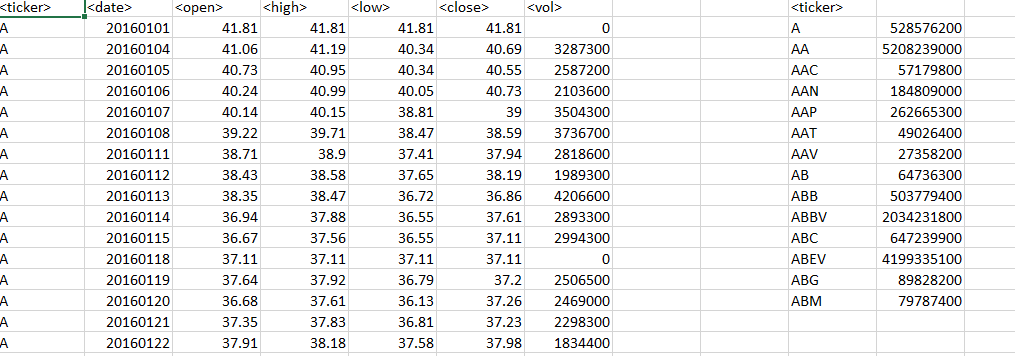 <ticker> <date> <open> <high> <low> <close> <vol> <ticker>
A 20160101 41.81 41.81 41.81 41.81 0 A 528576200
A 20160104 41.06 41.19 40.34 40.69 3287300 AA 5208239000
A 20160105 40.73 40.95 40.34 40.55 2587200 AAC 57179800
A 20160106 40.24 40.99 40.05 40.73 2103600 AAN 184809000
A 20160107 40.14 40.15 38.81 39 3504300 AAP 262665300
A 20160108 39.22 39.71 38.47 38.59 3736700 AAT 49026400
A 20160111 38.71 38.9 37.41 37.94 2818600 AAV 27358200
A 20160112 38.43 38.58 37.65 38.19 1989300 AB 64736300
A 20160113 38.35 38.47 36.72 36.86 4206600 ABB 503779400
A 20160114 36.94 37.88 36.55 37.61 2893300 ABBV 2034231800
A 20160115 36.67 37.56 36.55 37.11 2994300 ABC 647239900
A 20160118 37.11 37.11 37.11 37.11 0 ABEV 4199335100
A 20160119 37.64 37.92 36.79 37.2 2506500 ABG 89828200
A 20160120 36.68 37.61 36.13 37.26 2469000 ABM 79787400
A 20160121 37.35 37.83 36.81 37.23 2298300
A 20160122 37.91 38.18 37.58 37.98 1834400